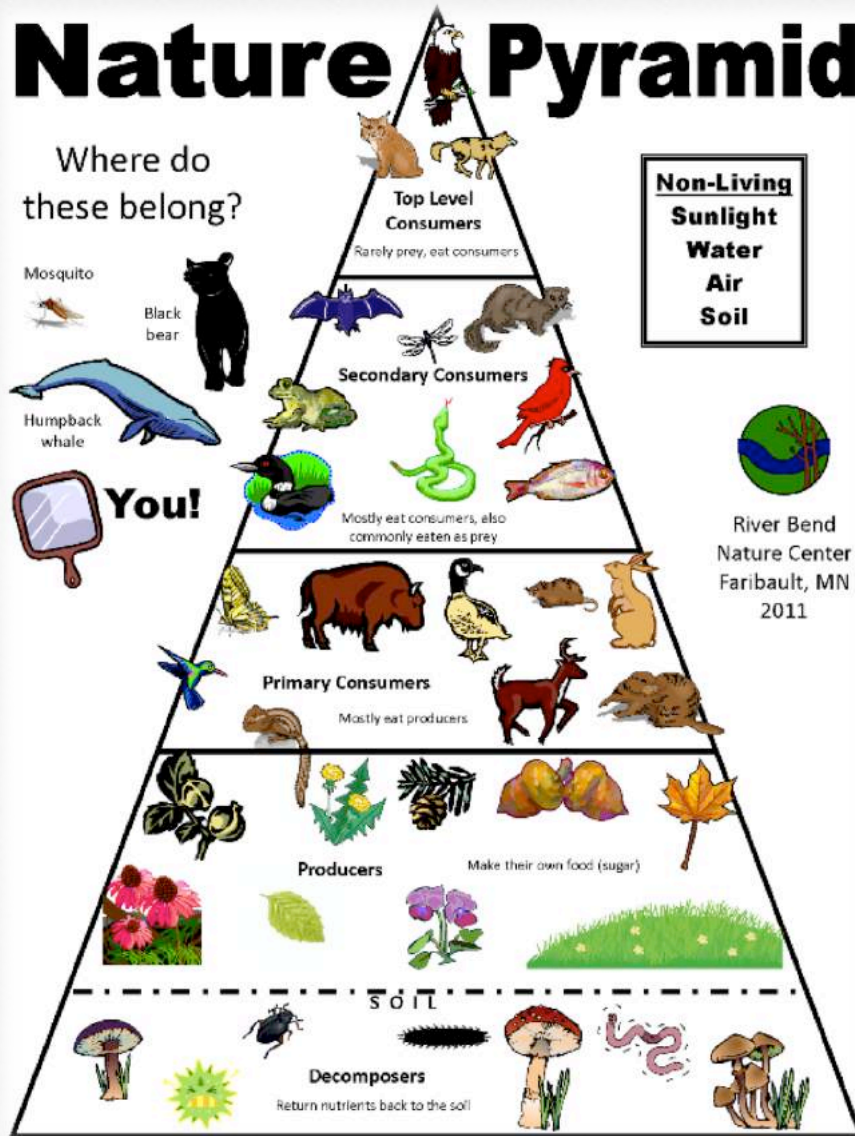 Nature Pyramid
Where do
these belong?
Mosquito
Black
bear
Humpback
whale
You!
Non-Living
Sunlight
Water
Air
Soil
River Bend
Nature Center
Faribault, MN
2011
Top Level
Consumers
Rarely prey, eat consumers
Secondary Consumers
Mostly eat consumers, also
commonly eaten as prey
Primary Consumers
Mostly eat producers
Producers
Make their own food (sugar)
SOIL
Decomposers
Return nutrients back to the soil